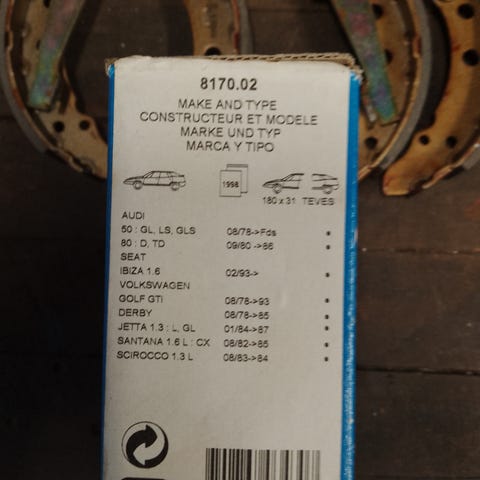 8170.02
MAKE AND TYPE
CONSTRUCTEUR ET MODELE
MARKE UND TYP
MARCA Y TIPO
1998
180 x 31 TEVES
AUDI
50 : GL, LS, GLS 08/78->Fds •
80 : D, TD 09/80 ->86 •
SEAT
IBIZA 1.6 02/93-> •
VOLKSWAGEN
GOLF GTI 08/78->93 •
DERBY 08/78->85 •
JETTA 1.3 : L, GL 01/84->87 •
SANTANA 1.6 L : CX 08/82->85 •
SCIROCCO 1.3 L 08/83->84 •